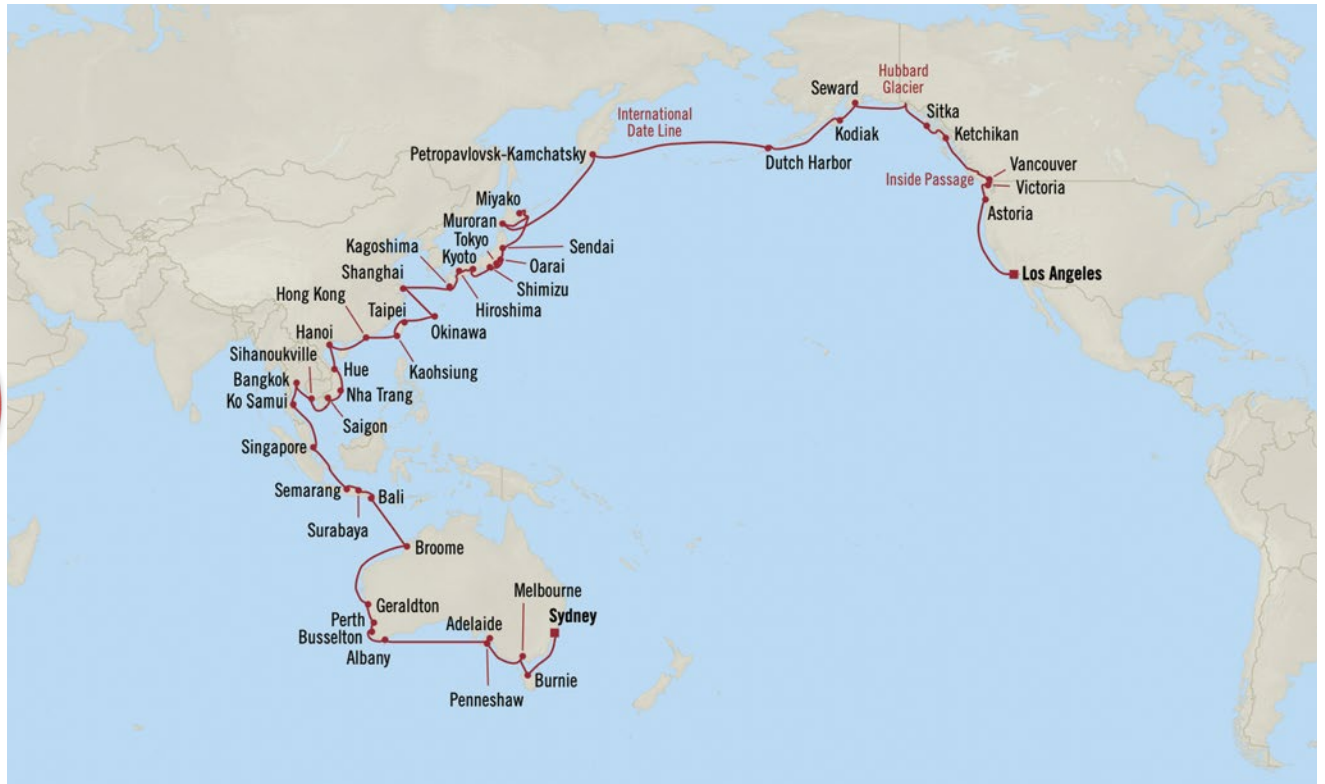 Hubbard
Glacier
Seward
Sitka
International
Date Line
Kodiak
Ketchikan
Petropavlovsk-Kamchatsky
Dutch Harbor
Vancouver
Inside Passage
Victoria
Miyako
Astoria
Muroran
Tokyo
Sendai
Kagoshima
Kyoto
Oarai
Los Angeles
Shanghai
Shimizu
Hong Kong
Hiroshima
Taipei
Okinawa
Hanoi
Sihanoukville
Hue
Kaohsiung
Bangkok
Nha Trang
Ko Samui
Saigon
Singapore
Semarang
Bali
Surabaya
Broome
Melbourne
Geraldton
Sydney
Perth
Adelaide
Busselton
Albany
Burnie
Penneshaw